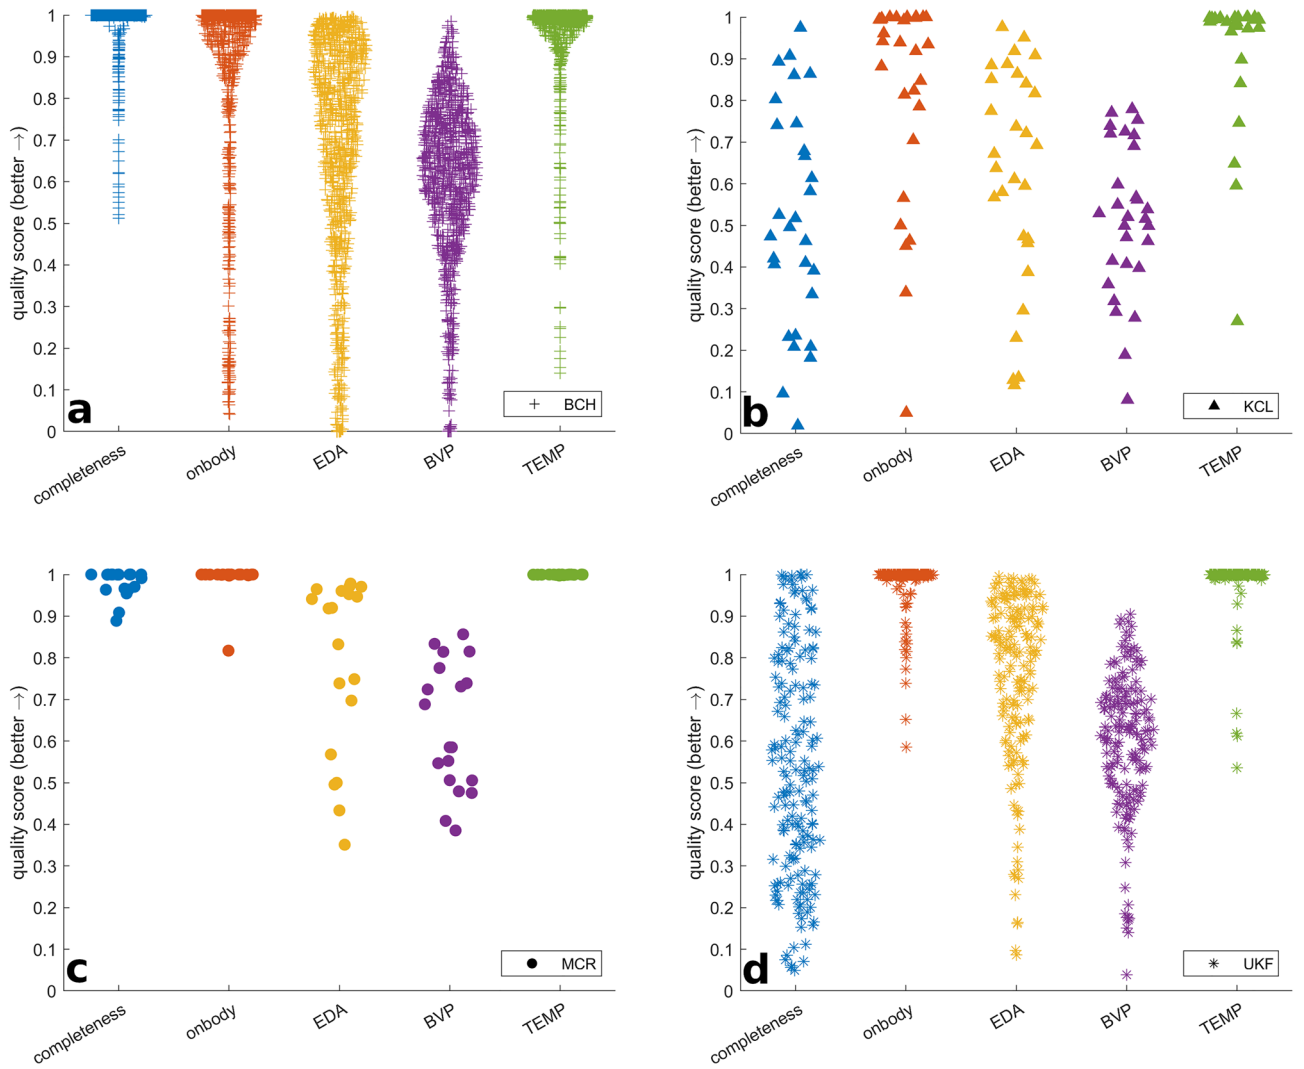 1
0.9
0.8
0.7
0.6
0.5
0.4
0.3
0.2
0.1
0
quality score (better →)
a
BCH
completeness
onbody
EDA
BVP
TEMP
1
0.9
0.8
0.7
0.6
0.5
0.4
0.3
0.2
0.1
0
quality score (better →)
b
KCL
completeness
onbody
EDA
BVP
TEMP
1
0.9
0.8
0.7
0.6
0.5
0.4
0.3
0.2
0.1
0
quality score (better →)
c
MCR
completeness
onbody
EDA
BVP
TEMP
1
0.9
0.8
0.7
0.6
0.5
0.4
0.3
0.2
0.1
0
quality score (better →)
d
UKF
completeness
onbody
EDA
BVP
TEMP